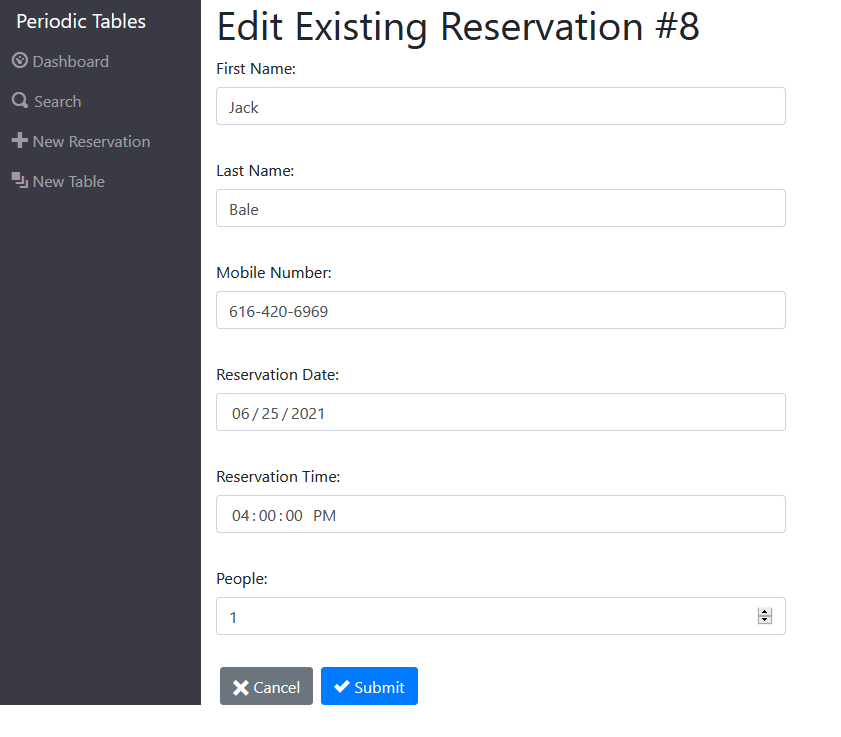 Periodic Tables
Dashboard
Search
New Reservation
New Table
Edit Existing Reservation #8
First Name:
Jack
Last Name:
Bale
Mobile Number:
616-420-6969
Reservation Date:
06/25/2021
Reservation Time:
04:00:00 PM
People:
1
Cancel
Submit